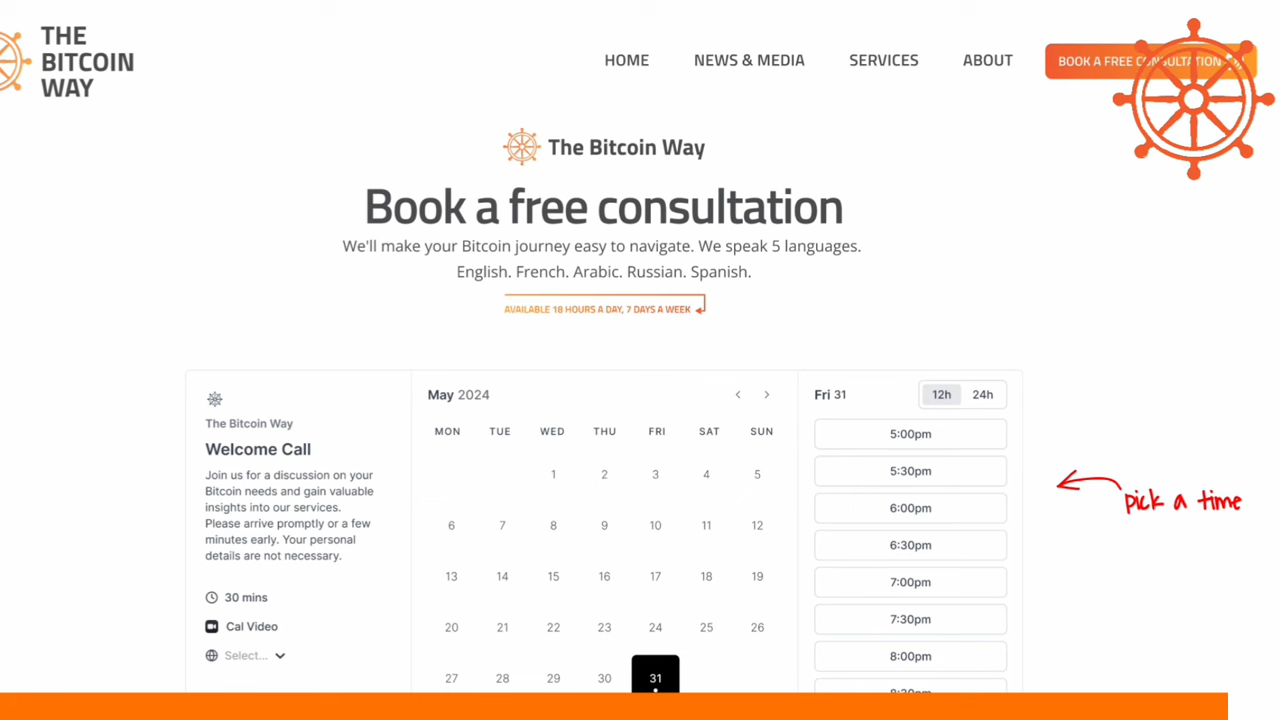 THE
BITCOIN
WAY
HOME NEWS & MEDIA SERVICES ABOUT BOOK A FREE CONSULTATION
The Bitcoin Way
Book a free consultation
We'll make your Bitcoin journey easy to navigate. We speak 5 languages.
English. French. Arabic. Russian. Spanish.
AVAILABLE 18 HOURS A DAY, 7 DAYS A WEEK
The Bitcoin Way
Welcome Call
Join us for a discussion on your
Bitcoin needs and gain valuable
insights into our services.
Please arrive promptly or a few
minutes early. Your personal
details are not necessary.
30 mins
Cal Video
Select...
May 2024
MON TUE WED THU FRI SAT SUN
1 2 3 4 5
6 7 8 9 10 11 12
13 14 15 16 17 18 19
20 21 22 23 24 25 26
27 28 29 30 31
Fri 31 12h 24h
5:00pm
5:30pm
6:00pm
6:30pm
7:00pm
7:30pm
8:00pm
8:30pm
pick a time